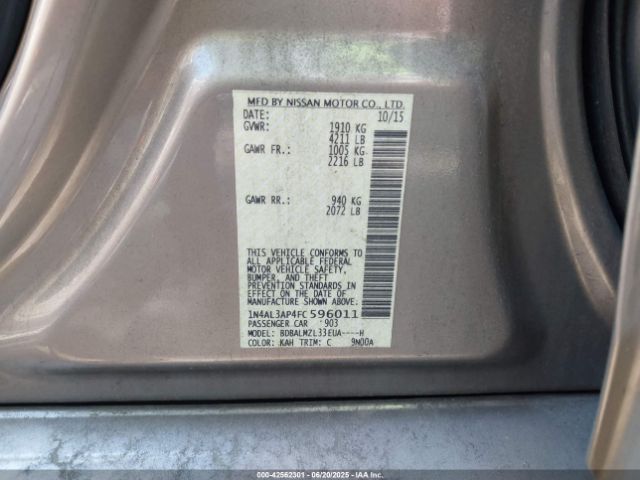 MFD BY NISSAN MOTOR CO., LTD.
DATE: 10/15
GVWR: 1910 KG
4211 LB
GAWR FR.: 1005 KG
2216 LB
GAWR RR.: 940 KG
2072 LB
THIS VEHICLE CONFORMS TO
ALL APPLICABLE FEDERAL
MOTOR VEHICLE SAFETY,
BUMPER, AND THEFT
PREVENTION STANDARDS IN
EFFECT ON THE DATE OF
MANUFACTURE SHOWN ABOVE.
1N4AL3AP4FC596011
PASSENGER CAR 903
MODEL: BDBALMZL33EUA----H
COLOR: KAH TRIM: C 9N00A
000-42562301 - 06/20/2025 - IAA Inc.